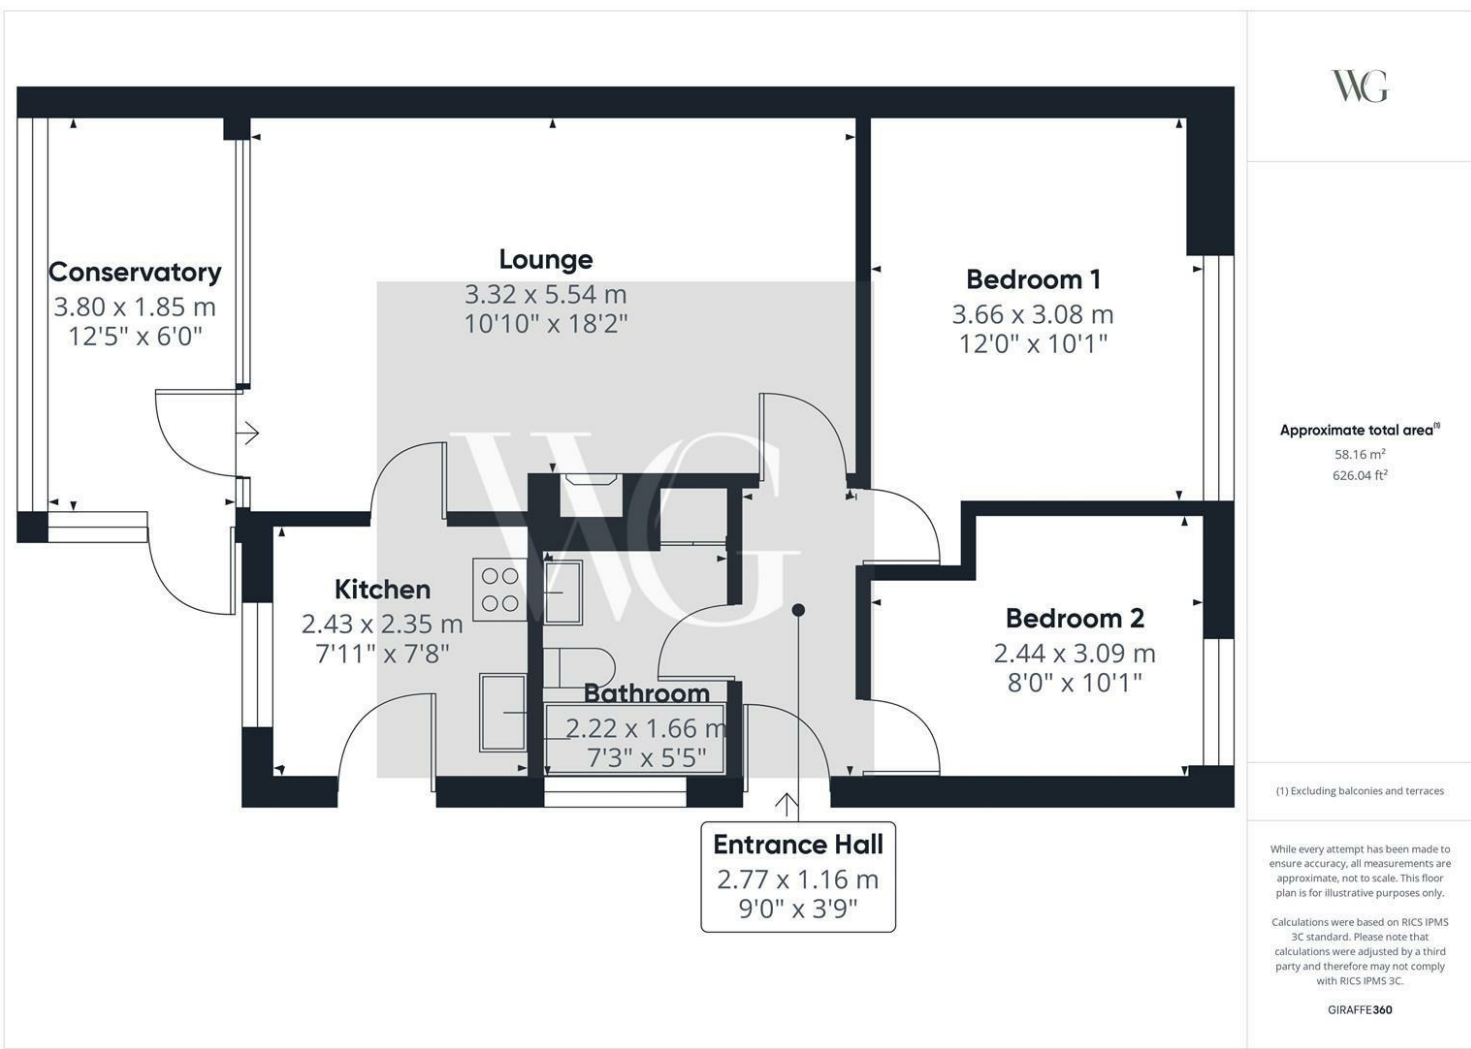 Conservatory
3.80 x 1.85 m
12'5" x 6'0"
Lounge
3.32 x 5.54 m
10'10" x 18'2"
Bedroom 1
3.66 x 3.08 m
12'0" x 10'1"
Kitchen
2.43 x 2.35 m
7'11" x 7'8"
Bathroom
2.22 x 1.66 m
7'3" x 5'5"
Bedroom 2
2.44 x 3.09 m
8'0" x 10'1"
Entrance Hall
2.77 x 1.16 m
9'0" x 3'9"
WG
WG
Approximate total area⁽¹⁾
58.16 m²
626.04 ft²
(1) Excluding balconies and terraces
While every attempt has been made to
ensure accuracy, all measurements are
approximate, not to scale. This floor
plan is for illustrative purposes only.
Calculations were based on RICS IPMS
3C standard. Please note that
calculations were adjusted by a third
party and therefore may not comply
with RICS IPMS 3C.
GIRAFFE360